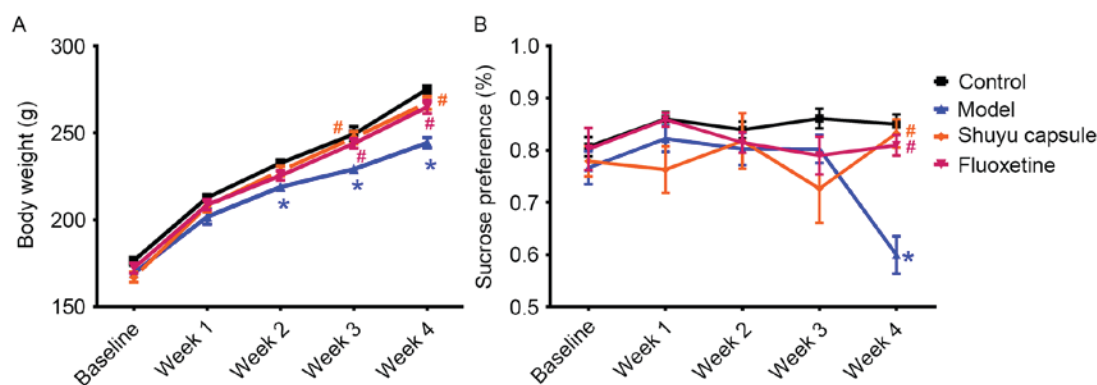 A
B
300
250
200
150
Body weight (g)
#
#
#
#
*
*
*
Baseline
Week 1
Week 2
Week 3
Week 4
1.0
0.9
0.8
0.7
0.6
0.5
Sucrose preference (%)
#
#
*
Baseline
Week 1
Week 2
Week 3
Week 4
Control
Model
Shuyu capsule
Fluoxetine